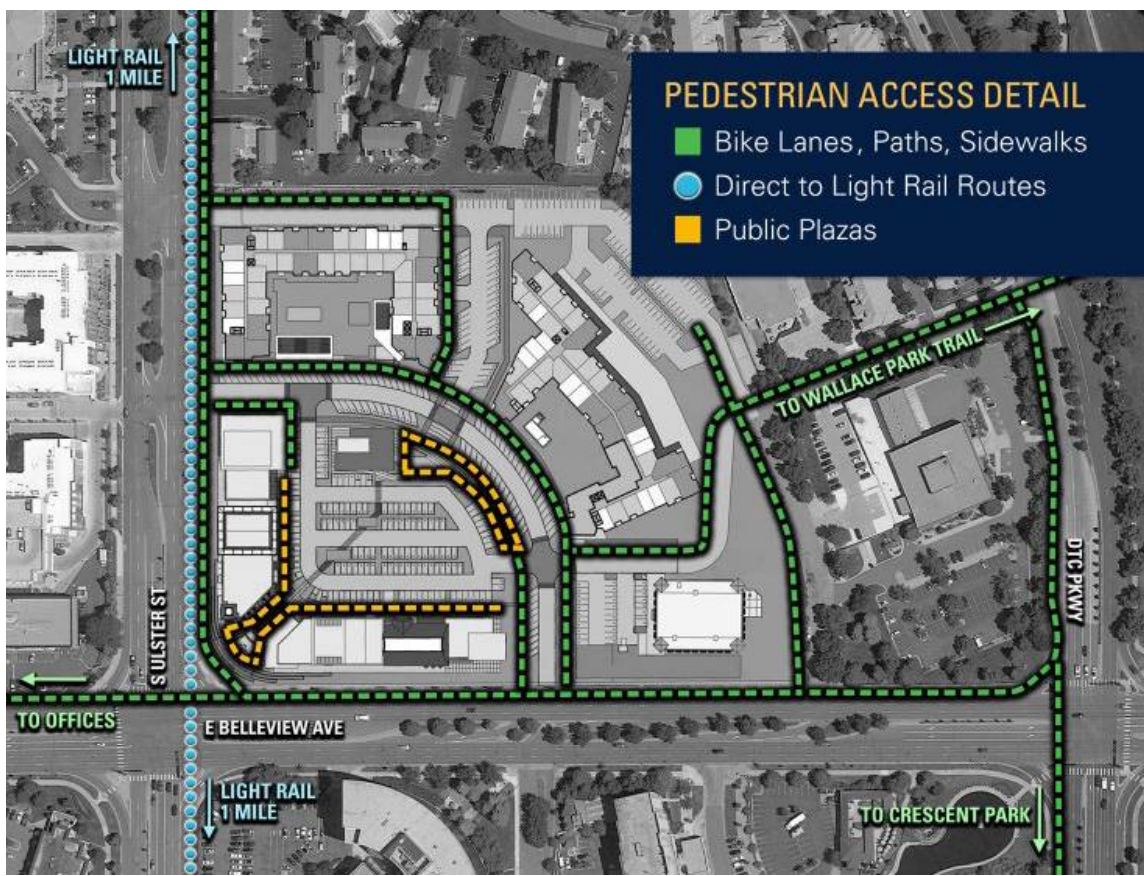 LIGHT RAIL
1 MILE
PEDESTRIAN ACCESS DETAIL
Bike Lanes, Paths, Sidewalks
Direct to Light Rail Routes
Public Plazas
TO WALLACE PARK TRAIL
DTC PKWY
S ULSTER ST
TO OFFICES
E BELLEVIEW AVE
LIGHT RAIL
1 MILE
TO CRESCENT PARK